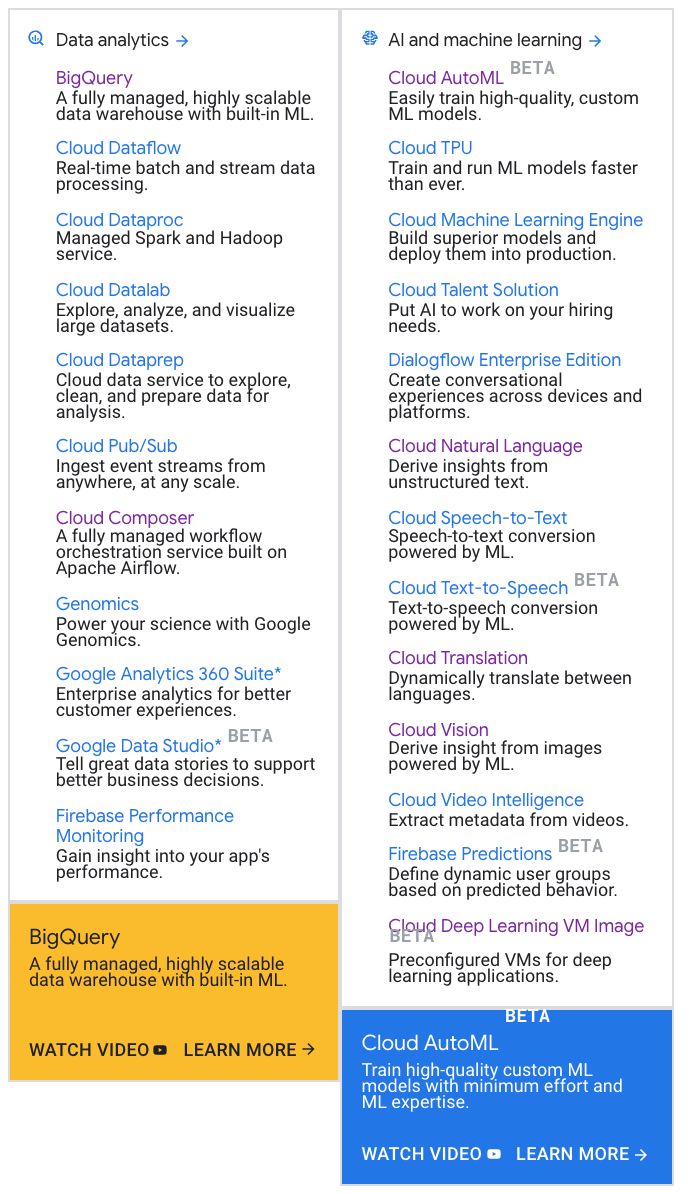 Data analytics →
BigQuery
A fully managed, highly scalable
data warehouse with built-in ML.
Cloud Dataflow
Real-time batch and stream data
processing.
Cloud Dataproc
Managed Spark and Hadoop
service.
Cloud Datalab
Explore, analyze, and visualize
large datasets.
Cloud Dataprep
Cloud data service to explore,
clean, and prepare data for
analysis.
Cloud Pub/Sub
Ingest event streams from
anywhere, at any scale.
Cloud Composer
A fully managed workflow
orchestration service built on
Apache Airflow.
Genomics
Power your science with Google
Genomics.
Google Analytics 360 Suite*
Enterprise analytics for better
customer experiences.
Google Data Studio* BETA
Tell great data stories to support
better business decisions.
Firebase Performance
Monitoring
Gain insight into your app's
performance.
BigQuery
A fully managed, highly scalable
data warehouse with built-in ML.
WATCH VIDEO LEARN MORE →
AI and machine learning →
Cloud AutoML BETA
Easily train high-quality, custom
ML models.
Cloud TPU
Train and run ML models faster
than ever.
Cloud Machine Learning Engine
Build superior models and
deploy them into production.
Cloud Talent Solution
Put AI to work on your hiring
needs.
Dialogflow Enterprise Edition
Create conversational
experiences across devices and
platforms.
Cloud Natural Language
Derive insights from
unstructured text.
Cloud Speech-to-Text
Speech-to-text conversion
powered by ML.
Cloud Text-to-Speech BETA
Text-to-speech conversion
powered by ML.
Cloud Translation
Dynamically translate between
languages.
Cloud Vision
Derive insight from images
powered by ML.
Cloud Video Intelligence
Extract metadata from videos.
Firebase Predictions BETA
Define dynamic user groups
based on predicted behavior.
Cloud Deep Learning VM Image
BETA
Preconfigured VMs for deep
learning applications.
BETA
Cloud AutoML
Train high-quality custom ML
models with minimum effort and
ML expertise.
WATCH VIDEO LEARN MORE →